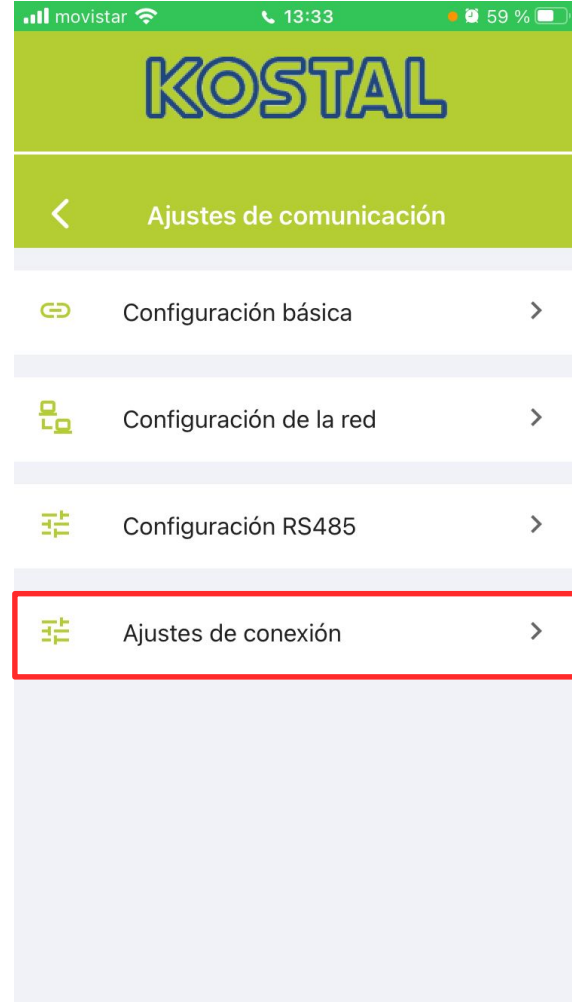 movistar 13:33 59 %
KOSTAL
Ajustes de comunicación
Configuración básica
Configuración de la red
Configuración RS485
Ajustes de conexión